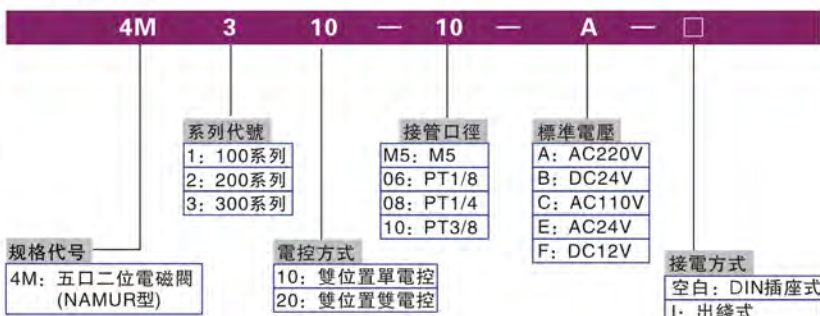 4M 3 10 — 10 — A — □
系列代號
1：100系列
2：200系列
3：300系列
接管口徑
M5：M5
06：PT1/8
08：PT1/4
10：PT3/8
標準電壓
A：AC220V
B：DC24V
C：AC110V
E：AC24V
F：DC12V
规格代号
4M：五口二位電磁閥
(NAMUR型)
電控方式
10：雙位置單電控
20：雙位置雙電控
接電方式
空白：DIN插座式
I：出綫式